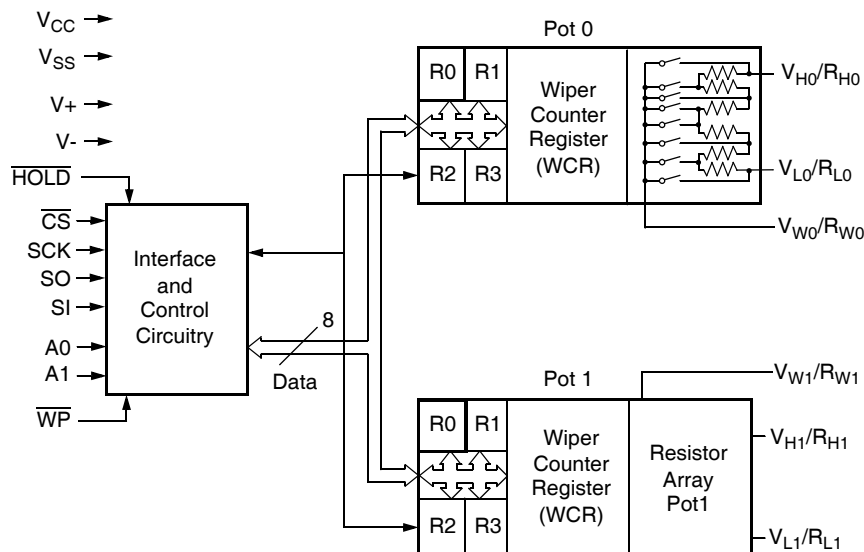 V_CC
V_SS
V+
V-
HOLD
CS
SCK
SO
SI
A0
A1
WP
Interface
and
Control
Circuitry
8
Data
Pot 0
R0 R1
R2 R3
Wiper
Counter
Register
(WCR)
V_H0/R_H0
V_L0/R_L0
V_W0/R_W0
Pot 1
R0 R1
R2 R3
Wiper
Counter
Register
(WCR)
Resistor
Array
Pot1
V_W1/R_W1
V_H1/R_H1
V_L1/R_L1